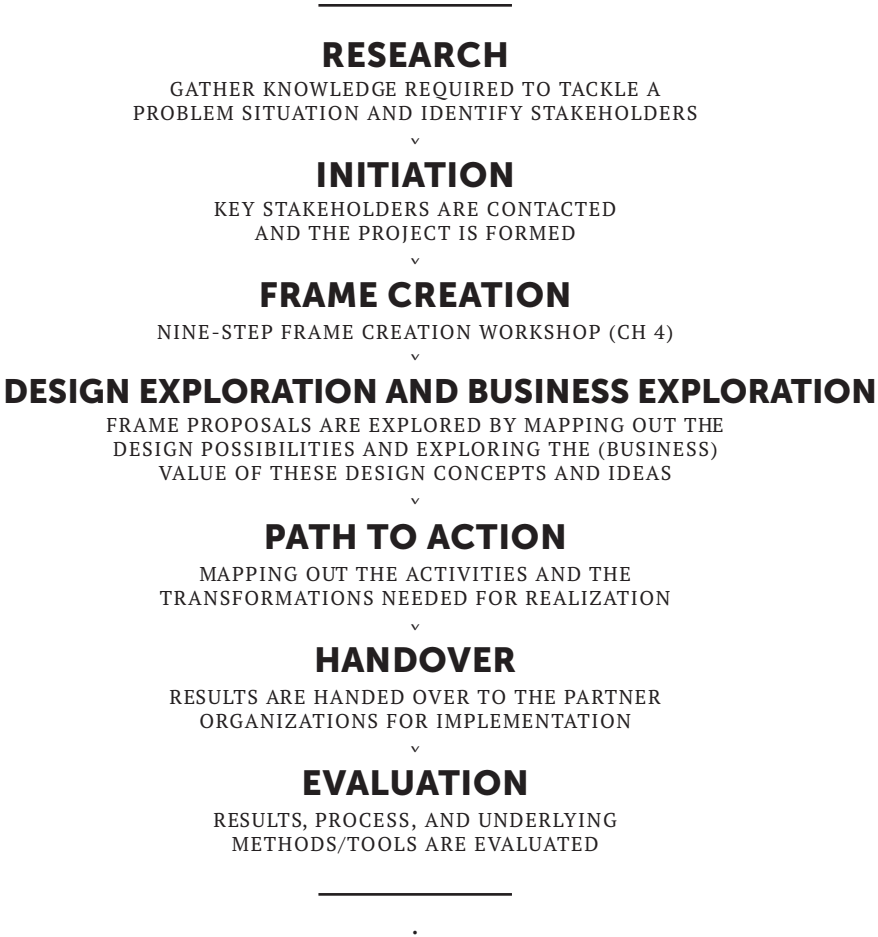 RESEARCH
GATHER KNOWLEDGE REQUIRED TO TACKLE A
PROBLEM SITUATION AND IDENTIFY STAKEHOLDERS
INITIATION
KEY STAKEHOLDERS ARE CONTACTED
AND THE PROJECT IS FORMED
FRAME CREATION
NINE-STEP FRAME CREATION WORKSHOP (CH 4)
DESIGN EXPLORATION AND BUSINESS EXPLORATION
FRAME PROPOSALS ARE EXPLORED BY MAPPING OUT THE
DESIGN POSSIBILITIES AND EXPLORING THE (BUSINESS)
VALUE OF THESE DESIGN CONCEPTS AND IDEAS
PATH TO ACTION
MAPPING OUT THE ACTIVITIES AND THE
TRANSFORMATIONS NEEDED FOR REALIZATION
HANDOVER
RESULTS ARE HANDED OVER TO THE PARTNER
ORGANIZATIONS FOR IMPLEMENTATION
EVALUATION
RESULTS, PROCESS, AND UNDERLYING
METHODS/TOOLS ARE EVALUATED